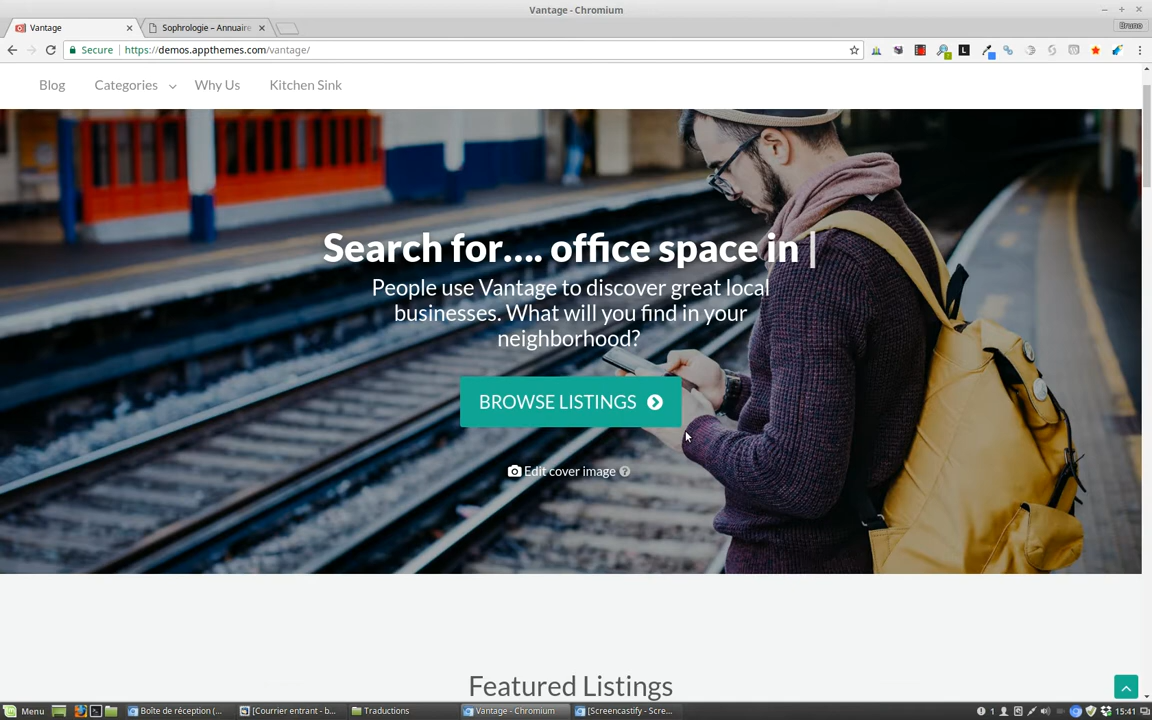 Vantage - Chromium
Bruno
Vantage
Sophrologie – Annuaire
Secure https://demos.appthemes.com/vantage/
Blog Categories Why Us Kitchen Sink
Search for.... office space in |
People use Vantage to discover great local
businesses. What will you find in your
neighborhood?
BROWSE LISTINGS
Edit cover image ?
Featured Listings
Menu Boîte de réception (... [Courrier entrant - b... Traductions Vantage - Chromium [Screencastify - Scre... 1 15:41